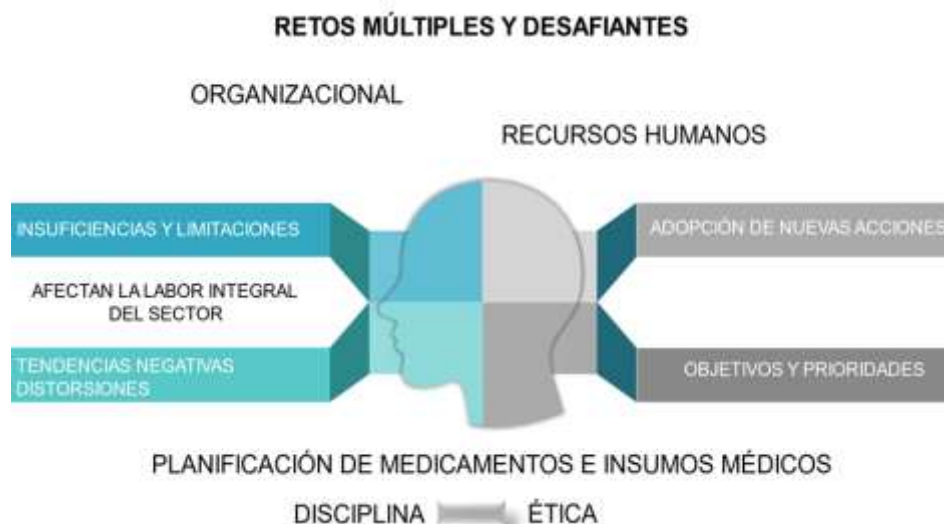 RETOS MÚLTIPLES Y DESAFIANTES
ORGANIZACIONAL
RECURSOS HUMANOS
INSUFICIENCIAS Y LIMITACIONES
ADOPCIÓN DE NUEVAS ACCIONES
AFECTAN LA LABOR INTEGRAL
DEL SECTOR
TENDENCIAS NEGATIVAS
DISTORSIONES
OBJETIVOS Y PRIORIDADES
PLANIFICACIÓN DE MEDICAMENTOS E INSUMOS MÉDICOS
DISCIPLINA ÉTICA